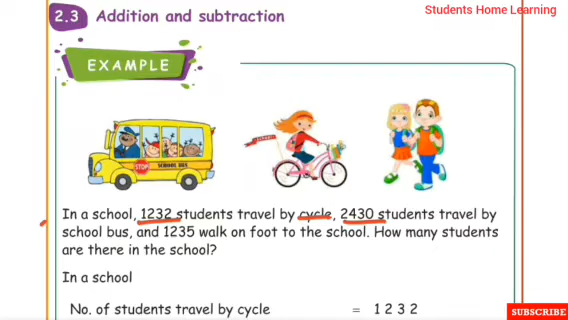 Students Home Learning
2.3 Addition and subtraction
EXAMPLE
STOP
SCHOOL BUS
In a school, 1232 students travel by cycle, 2430 students travel by
school bus, and 1235 walk on foot to the school. How many students
are there in the school?
In a school
No. of students travel by cycle = 1 2 3 2
SUBSCRIBE